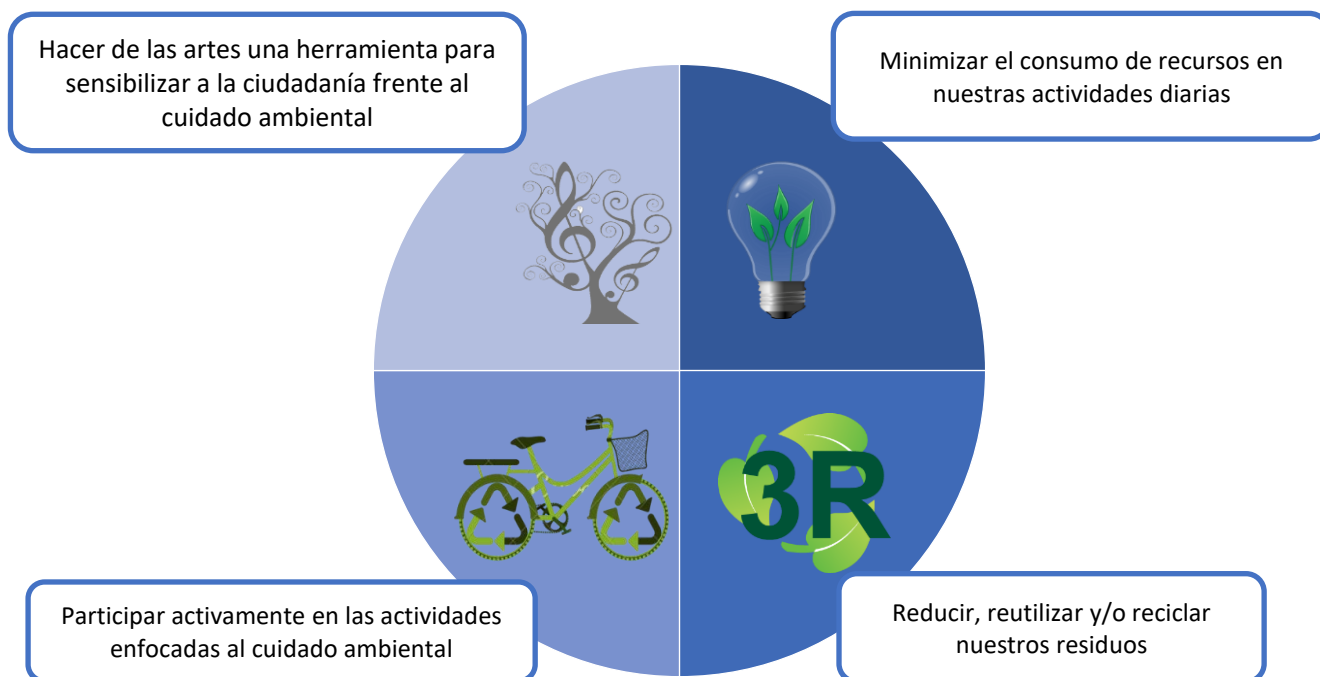 Hacer de las artes una herramienta para
sensibilizar a la ciudadanía frente al
cuidado ambiental
Minimizar el consumo de recursos en
nuestras actividades diarias
3R
Participar activamente en las actividades
enfocadas al cuidado ambiental
Reducir, reutilizar y/o reciclar
nuestros residuos